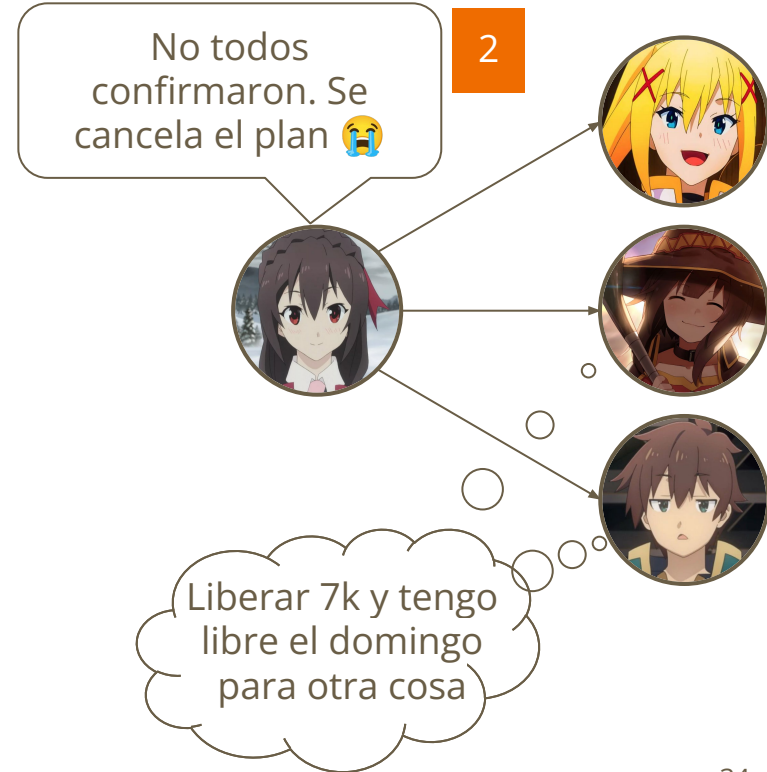 No todos
confirmaron. Se
cancela el plan 😭
2
Liberar 7k y tengo
libre el domingo
para otra cosa